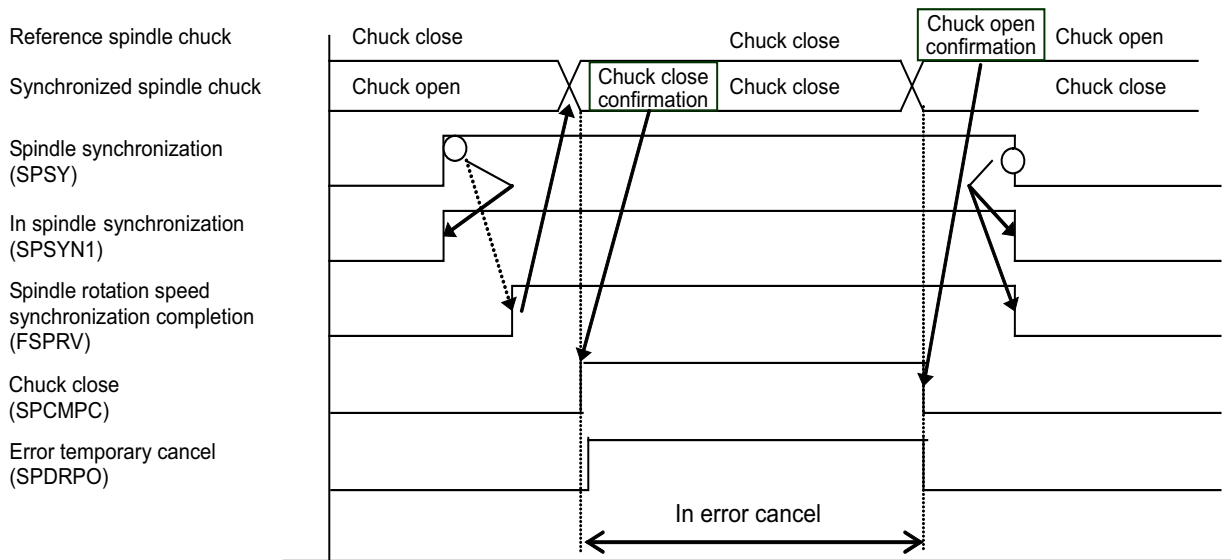 Reference spindle chuck
Chuck close
Chuck close
Chuck open
confirmation
Chuck open
Synchronized spindle chuck
Chuck open
Chuck close
confirmation
Chuck close
Chuck close
Spindle synchronization
(SPSY)
In spindle synchronization
(SPSYN1)
Spindle rotation speed
synchronization completion
(FSPRV)
Chuck close
(SPCMPC)
Error temporary cancel
(SPDRPO)
In error cancel